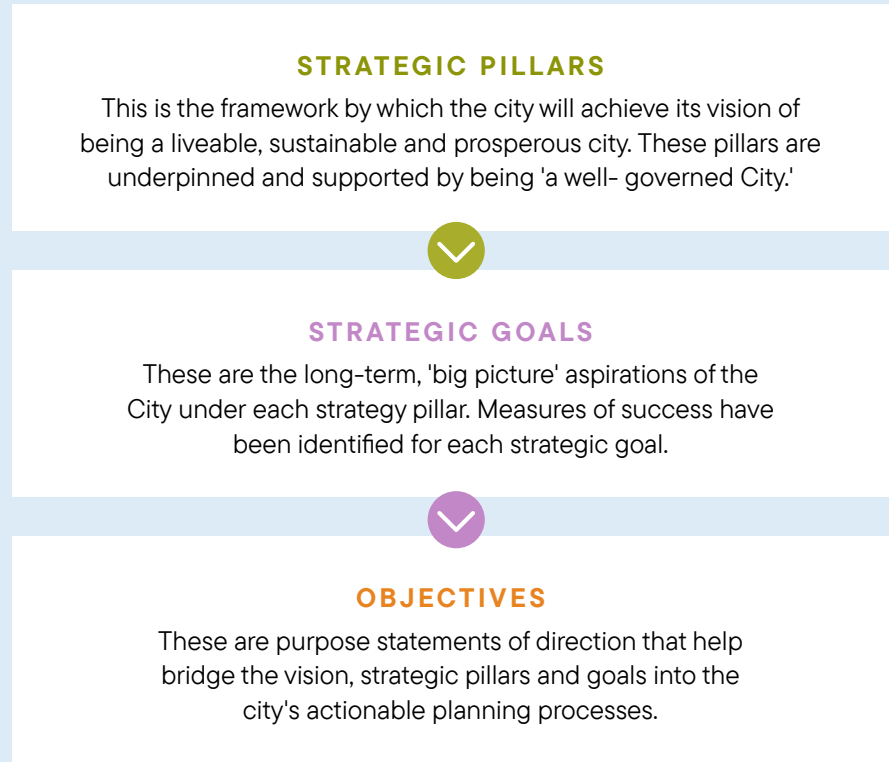 STRATEGIC PILLARS
This is the framework by which the city will achieve its vision of
being a liveable, sustainable and prosperous city. These pillars are
underpinned and supported by being 'a well- governed City.'
STRATEGIC GOALS
These are the long-term, 'big picture' aspirations of the
City under each strategy pillar. Measures of success have
been identified for each strategic goal.
OBJECTIVES
These are purpose statements of direction that help
bridge the vision, strategic pillars and goals into the
city's actionable planning processes.